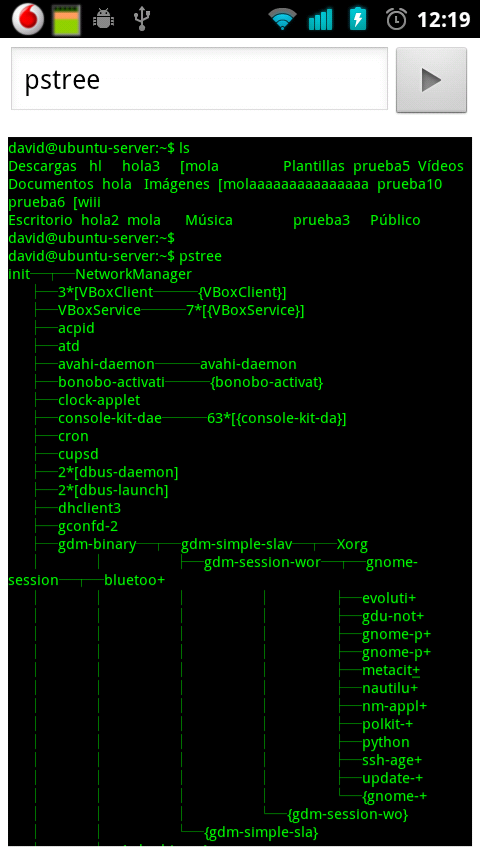 12:19
pstree
david@ubuntu-server:~$ ls
Descargas hl hola3 [mola Plantillas prueba5 Vídeos
Documentos hola Imágenes [molaaaaaaaaaaaaaaa prueba10
prueba6 [wiii
Escritorio hola2 mola Música prueba3 Público
david@ubuntu-server:~$
david@ubuntu-server:~$ pstree
init─┬─NetworkManager
├─3*[VBoxClient───{VBoxClient}]
├─VBoxService───7*[{VBoxService}]
├─acpid
├─atd
├─avahi-daemon───avahi-daemon
├─bonobo-activati───{bonobo-activat}
├─clock-applet
├─console-kit-dae───63*[{console-kit-da}]
├─cron
├─cupsd
├─2*[dbus-daemon]
├─2*[dbus-launch]
├─dhclient3
├─gconfd-2
├─gdm-binary─┬─gdm-simple-slav─┬─Xorg
│ │ ├─gdm-session-wor─┬─gnome-
session─┬─bluetoo+
│ │ │ │ ├─evoluti+
│ │ │ │ ├─gdu-not+
│ │ │ │ ├─gnome-p+
│ │ │ │ ├─gnome-p+
│ │ │ │ ├─metacit+
│ │ │ │ ├─nautilu+
│ │ │ │ ├─nm-appl+
│ │ │ │ ├─polkit-+
│ │ │ │ ├─python
│ │ │ │ ├─ssh-age+
│ │ │ │ ├─update-+
│ │ │ │ └─{gnome-+
│ │ │ └─{gdm-session-wo}
│ │ └─{gdm-simple-sla}